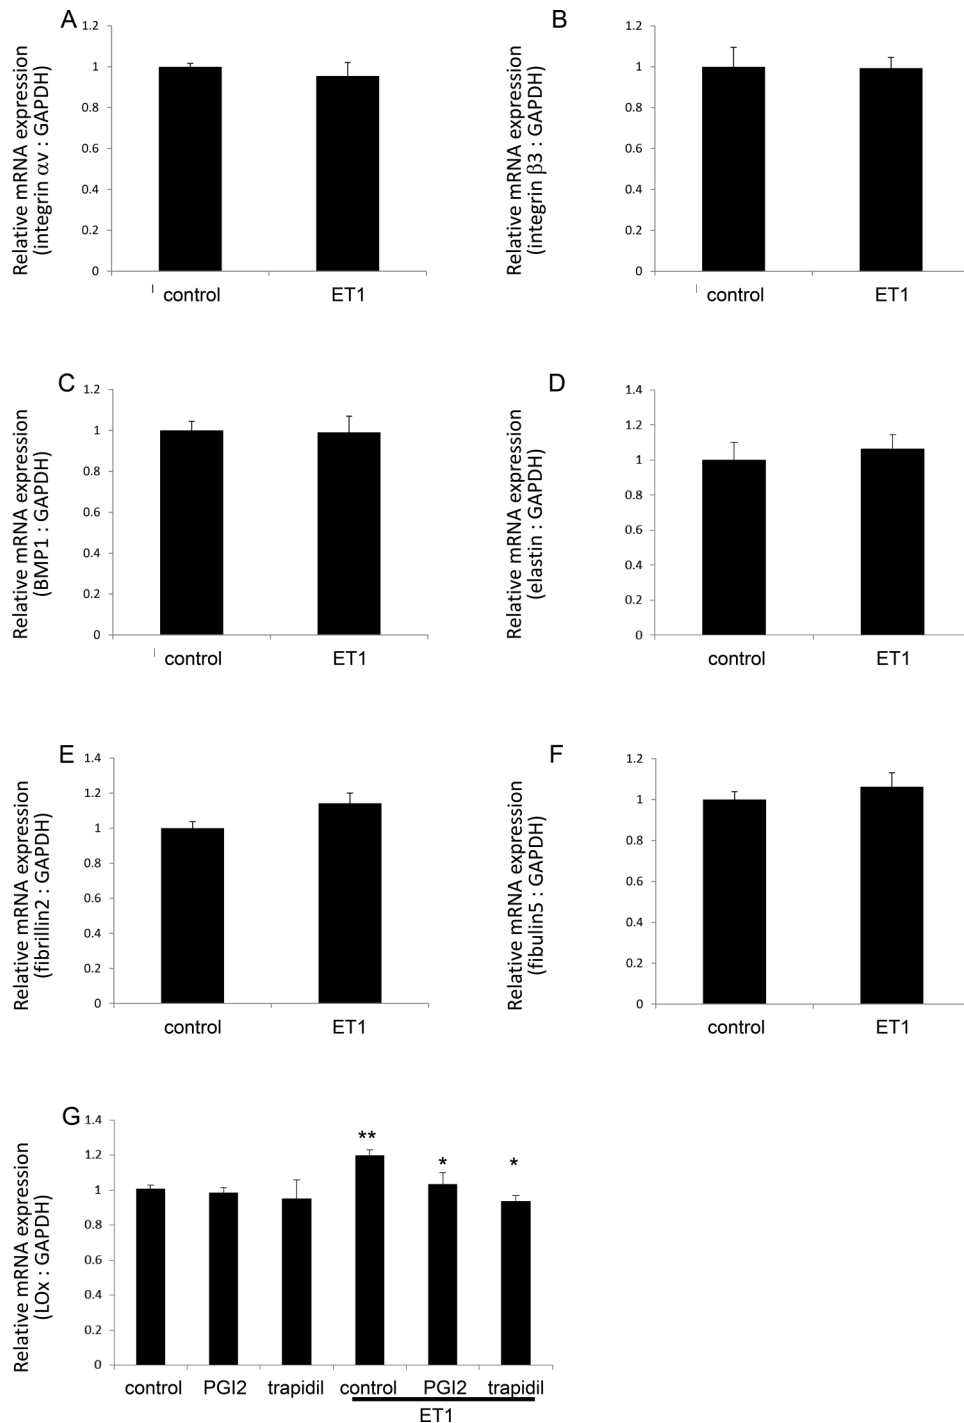 A
Relative mRNA expression
(integrin αv : GAPDH)
1.2
1
0.8
0.6
0.4
0.2
0
control ET1
B
Relative mRNA expression
(integrin β3 : GAPDH)
1.2
1
0.8
0.6
0.4
0.2
0
control ET1
C
Relative mRNA expression
(BMP1 : GAPDH)
1.2
1
0.8
0.6
0.4
0.2
0
control ET1
D
Relative mRNA expression
(elastin : GAPDH)
1.4
1.2
1
0.8
0.6
0.4
0.2
0
control ET1
E
Relative mRNA expression
(fibrillin2 : GAPDH)
1.4
1.2
1
0.8
0.6
0.4
0.2
0
control ET1
F
Relative mRNA expression
(fibulin5 : GAPDH)
1.2
1
0.8
0.6
0.4
0.2
0
control ET1
G
Relative mRNA expression
(LOx : GAPDH)
1.4
1.2
1
0.8
0.6
0.4
0.2
0
** * *
control PGI2 trapidil control PGI2 trapidil
ET1